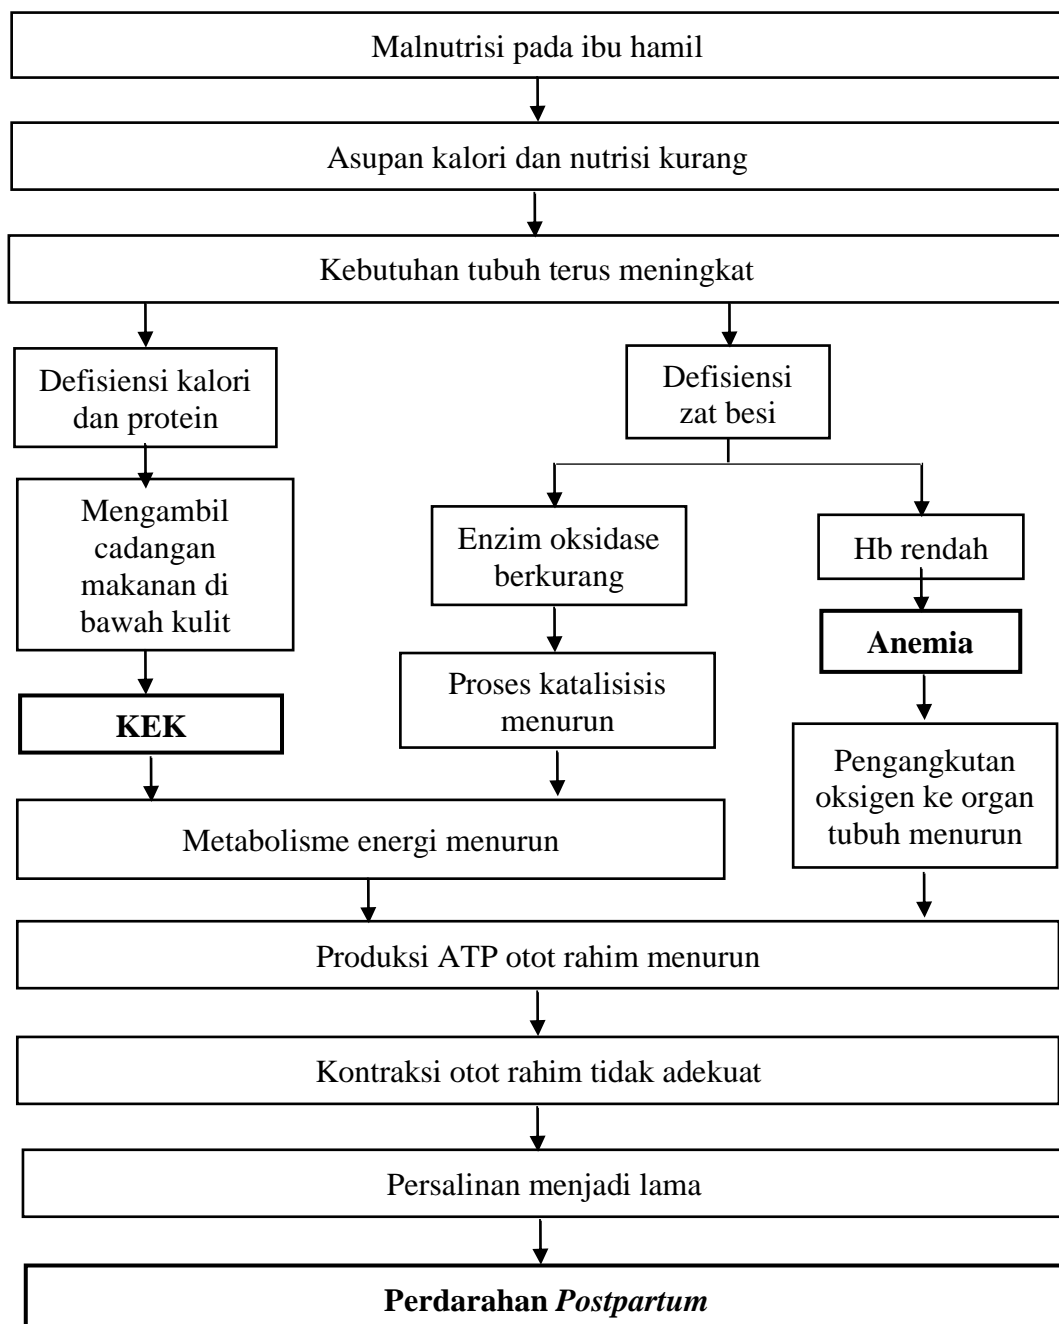 Malnutrisi pada ibu hamil
Asupan kalori dan nutrisi kurang
Kebutuhan tubuh terus meningkat
Defisiensi kalori
dan protein
Defisiensi
zat besi
Mengambil
cadangan
makanan di
bawah kulit
Enzim oksidase
berkurang
Hb rendah
Anemia
Proses katalisisis
menurun
KEK
Pengangkutan
oksigen ke organ
tubuh menurun
Metabolisme energi menurun
Produksi ATP otot rahim menurun
Kontraksi otot rahim tidak adekuat
Persalinan menjadi lama
Perdarahan Postpartum